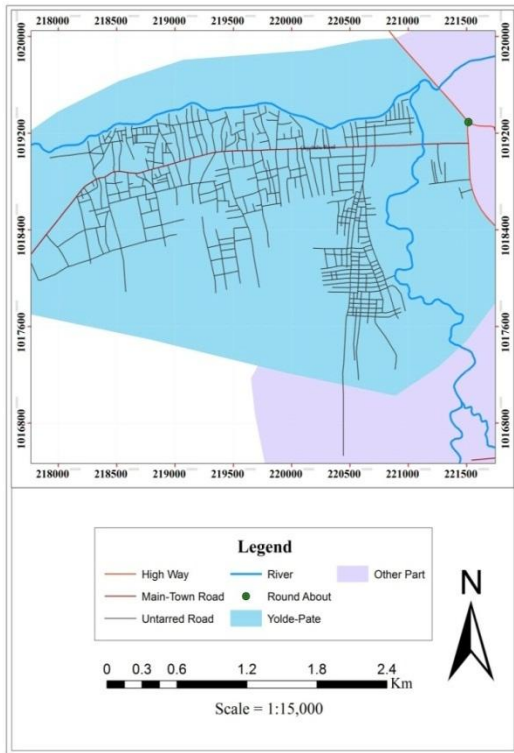 218000 218500 219000 219500 220000 220500 221000 221500
1020000 1020000
1019200 1019200
1018400 1018400
1017600 1017600
1016800 1016800
218000 218500 219000 219500 220000 220500 221000 221500
Legend
High Way River Other Part
Main-Town Road Round About
Untarred Road Yolde-Pate
N
0 0.3 0.6 1.2 1.8 2.4
Km
Scale = 1:15,000